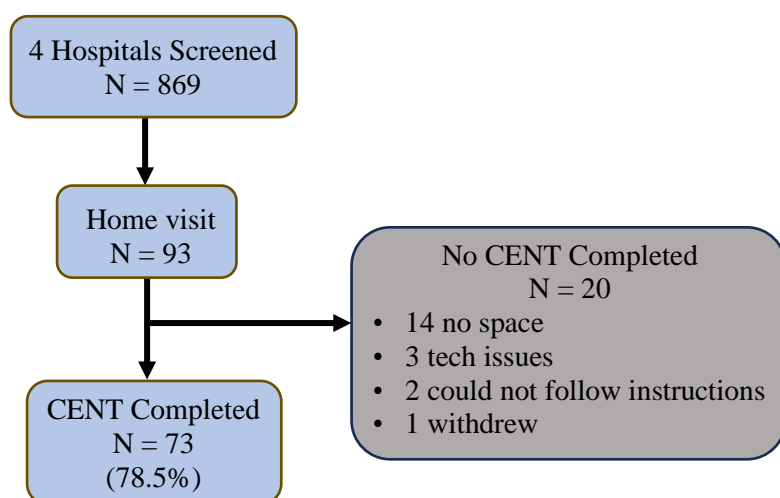 4 Hospitals Screened
N = 869
Home visit
N = 93
No CENT Completed
N = 20
• 14 no space
• 3 tech issues
• 2 could not follow instructions
• 1 withdrew
CENT Completed
N = 73
(78.5%)